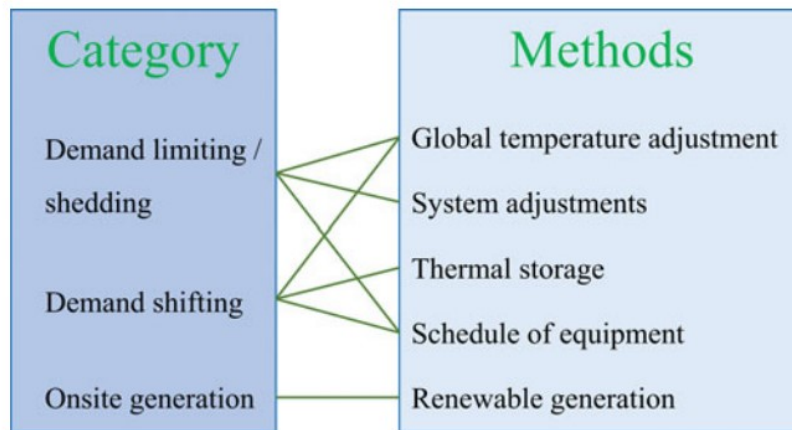 Category
Demand limiting /
shedding
Demand shifting
Onsite generation
Methods
Global temperature adjustment
System adjustments
Thermal storage
Schedule of equipment
Renewable generation